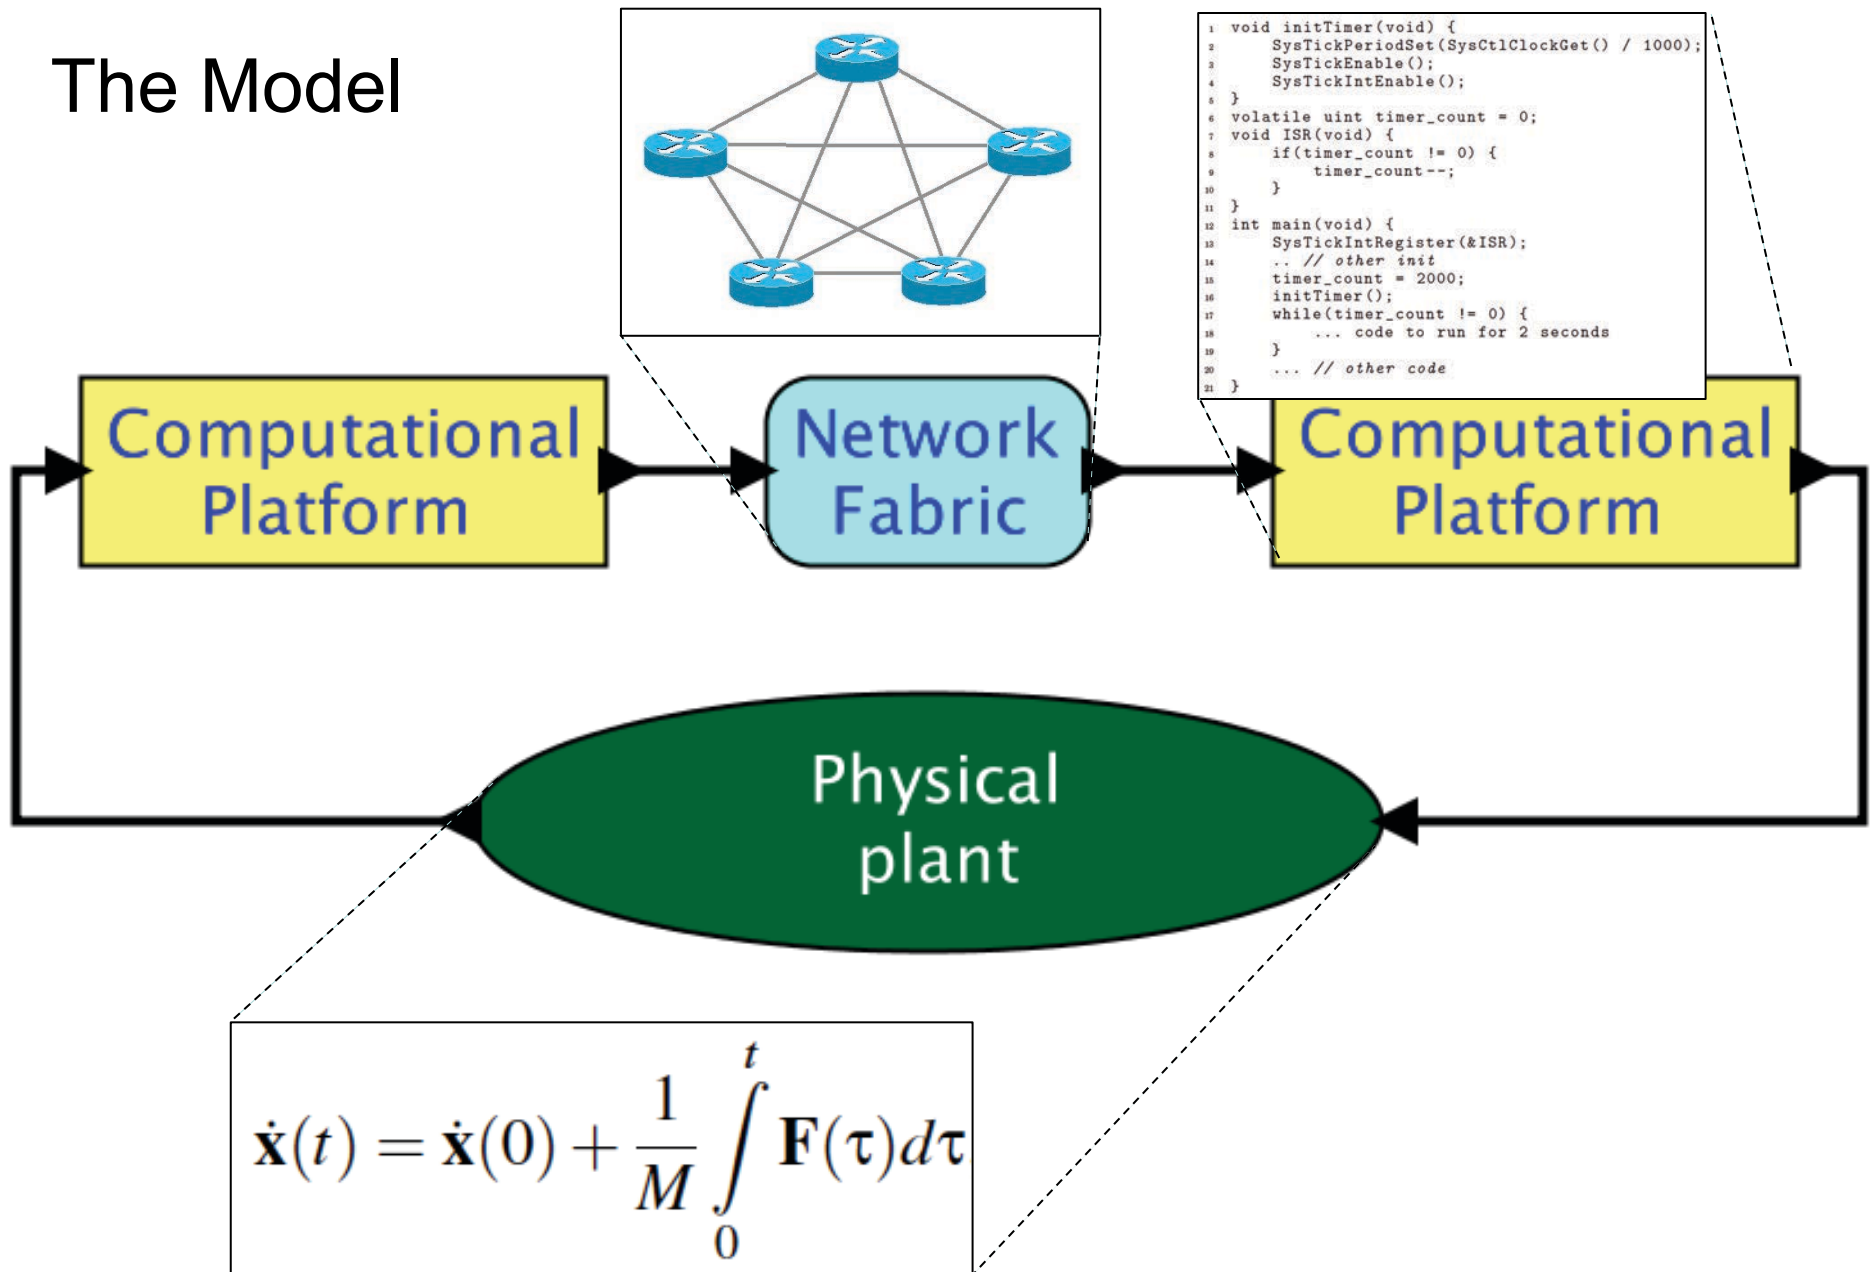 The Model
1 void initTimer(void) {
2 SysTickPeriodSet(SysCtlClockGet() / 1000);
3 SysTickEnable();
4 SysTickIntEnable();
5 }
6 volatile uint timer_count = 0;
7 void ISR(void) {
8 if(timer_count != 0) {
9 timer_count--;
10 }
11 }
12 int main(void) {
13 SysTickIntRegister(&ISR);
14 .. // other init
15 timer_count = 2000;
16 initTimer();
17 while(timer_count != 0) {
18 ... code to run for 2 seconds
19 }
20 ... // other code
21 }
Computational
Platform
Network
Fabric
Computational
Platform
Physical
plant
ẋ(t) = ẋ(0) + 1/M ∫₀ᵗ F(τ)dτ